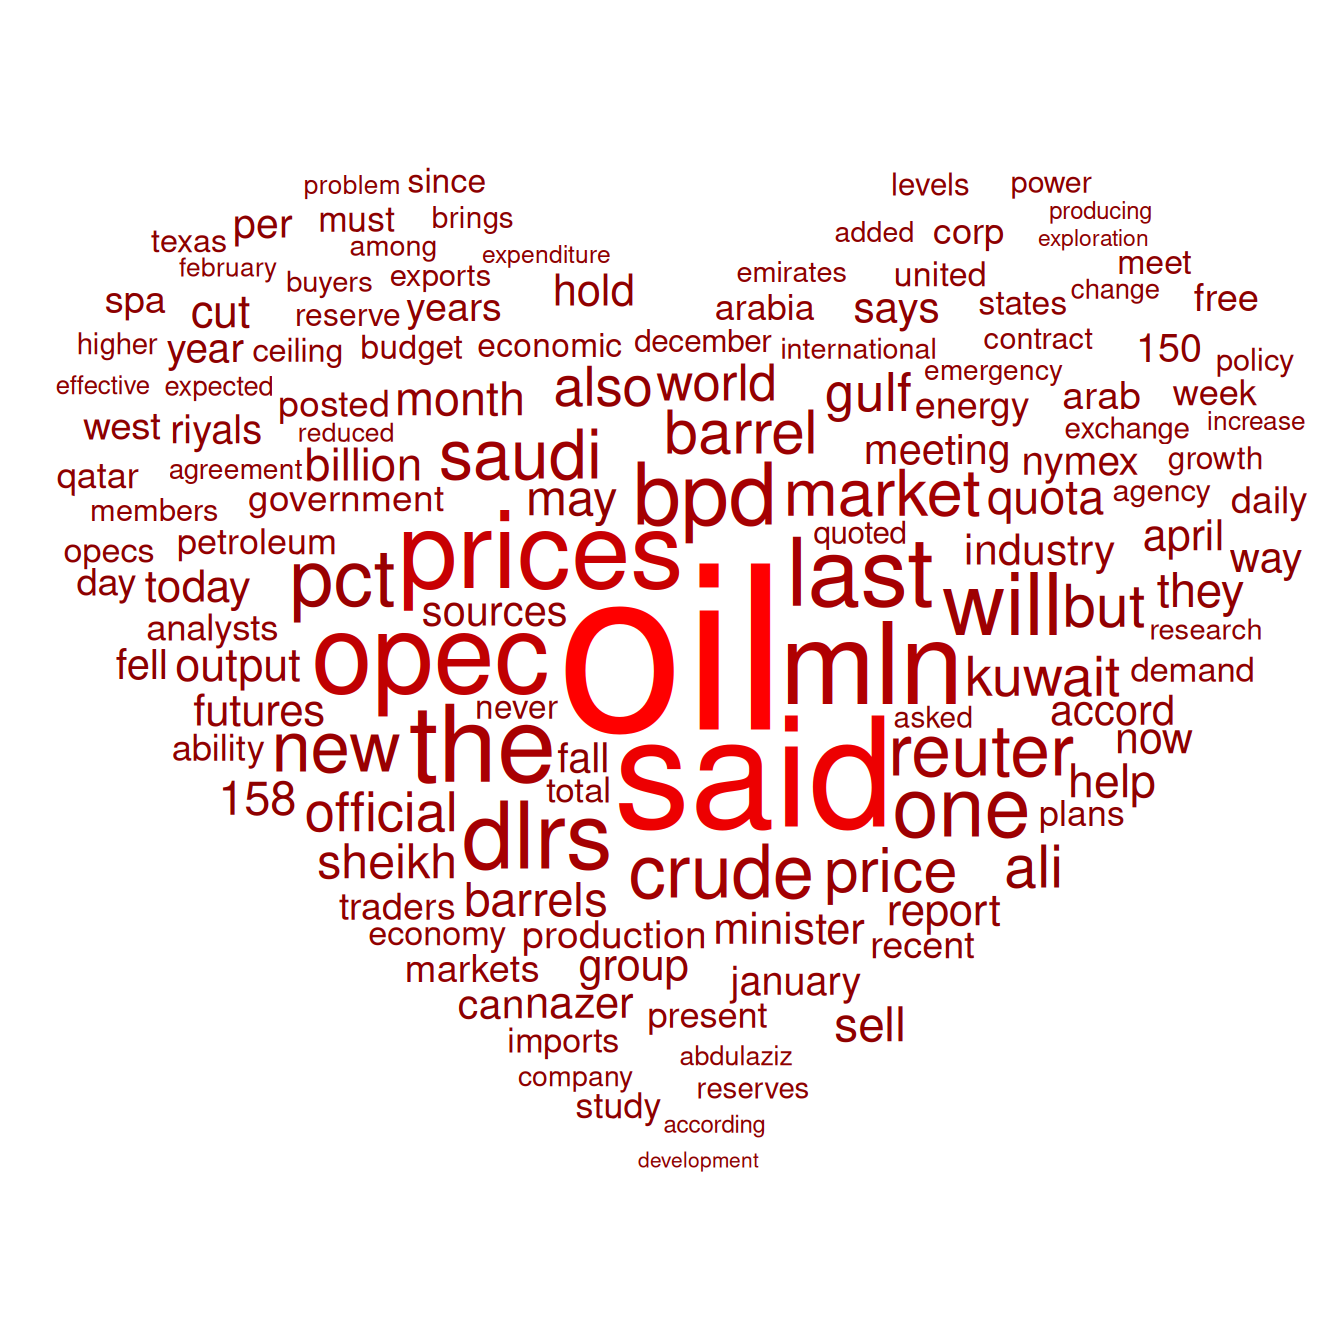 problem since levels power
per must brings producing
texas among expenditure added corp exploration
february buyers exports emirates united meet
spa cut reserve years hold arabia says states change free
higher year ceiling budget economic december international contract 150 policy
effective expected posted month also world gulf emergency energy arab week
west riyals reduced barrel exchange increase
qatar agreement billion saudi meeting nymex growth
members government may bpd market quota agency daily
opecs petroleum prices quoted industry april way
day today pct sources last will but they
analysts research
fell output opec oil mln kuwait demand
futures never asked accord
ability new the fall said reuter now
158 official total one help plans
sheikh dlrs crude price ali
traders barrels report
economy production minister recent
markets group january
can nazer present sell
imports abdulaziz
company reserves
study according
development